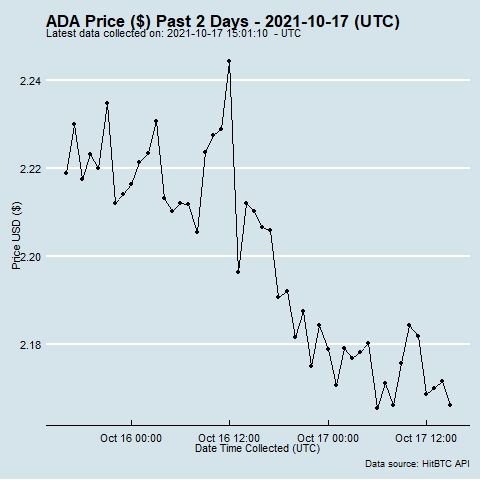 ADA Price ($) Past 2 Days - 2021-10-17 (UTC)
Latest data collected on: 2021-10-17 15:01:10 - UTC
2.24
2.22
2.20
2.18
Price USD ($)
Oct 16 00:00
Oct 16 12:00
Oct 17 00:00
Oct 17 12:00
Date Time Collected (UTC)
Data source: HitBTC API